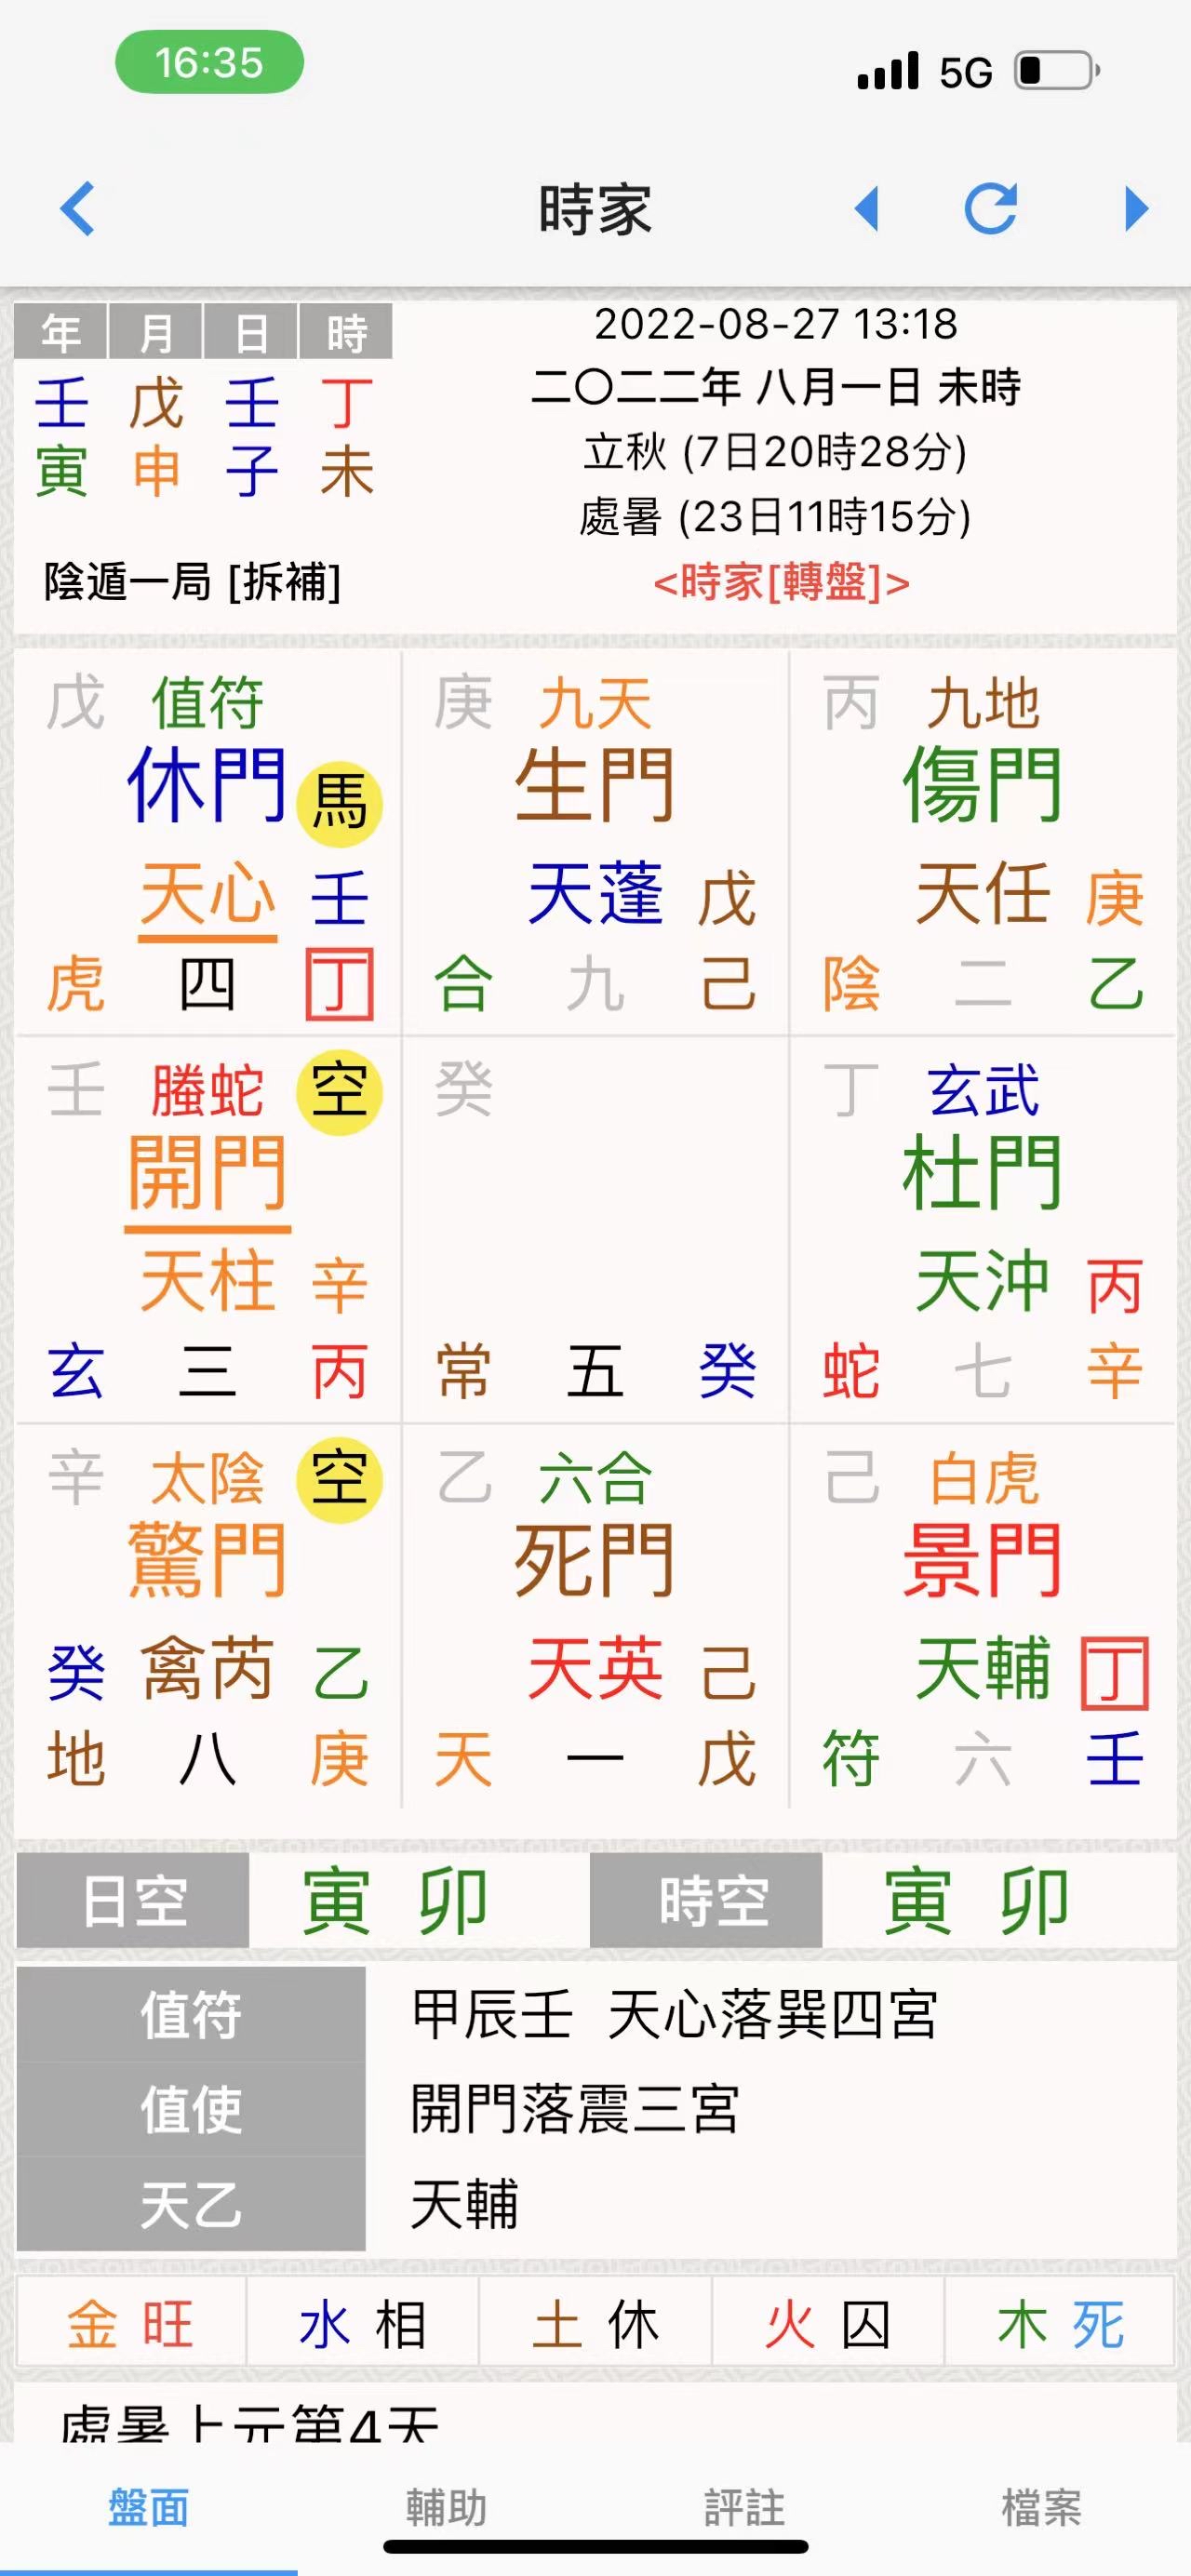 16:35 5G
時家
年 月 日 時
壬 戊 壬 丁
寅 申 子 未
陰遁一局 [拆補]
2022-08-27 13:18
二〇二二年 八月一日 未時
立秋 (7日20時28分)
處暑 (23日11時15分)
<時家[轉盤]>
戊 值符 庚 九天 丙 九地
休門 馬 生門 傷門
天心 壬 天蓬 戊 天任 庚
虎 四 丁 合 九 己 陰 二 乙
壬 螣蛇 空 癸 丁 玄武
開門 杜門
天柱 辛 天沖 丙
玄 三 丙 常 五 癸 蛇 七 辛
辛 太陰 空 乙 六合 己 白虎
驚門 死門 景門
癸 禽芮 乙 天英 己 天輔 丁
地 八 庚 天 一 戊 符 六 壬
日空 寅 卯 時空 寅 卯
值符 甲辰壬 天心落巽四宮
值使 開門落震三宮
天乙 天輔
金 旺 水 相 土 休 火 囚 木 死
處暑上元第4天
盤面 輔助 評註 檔案